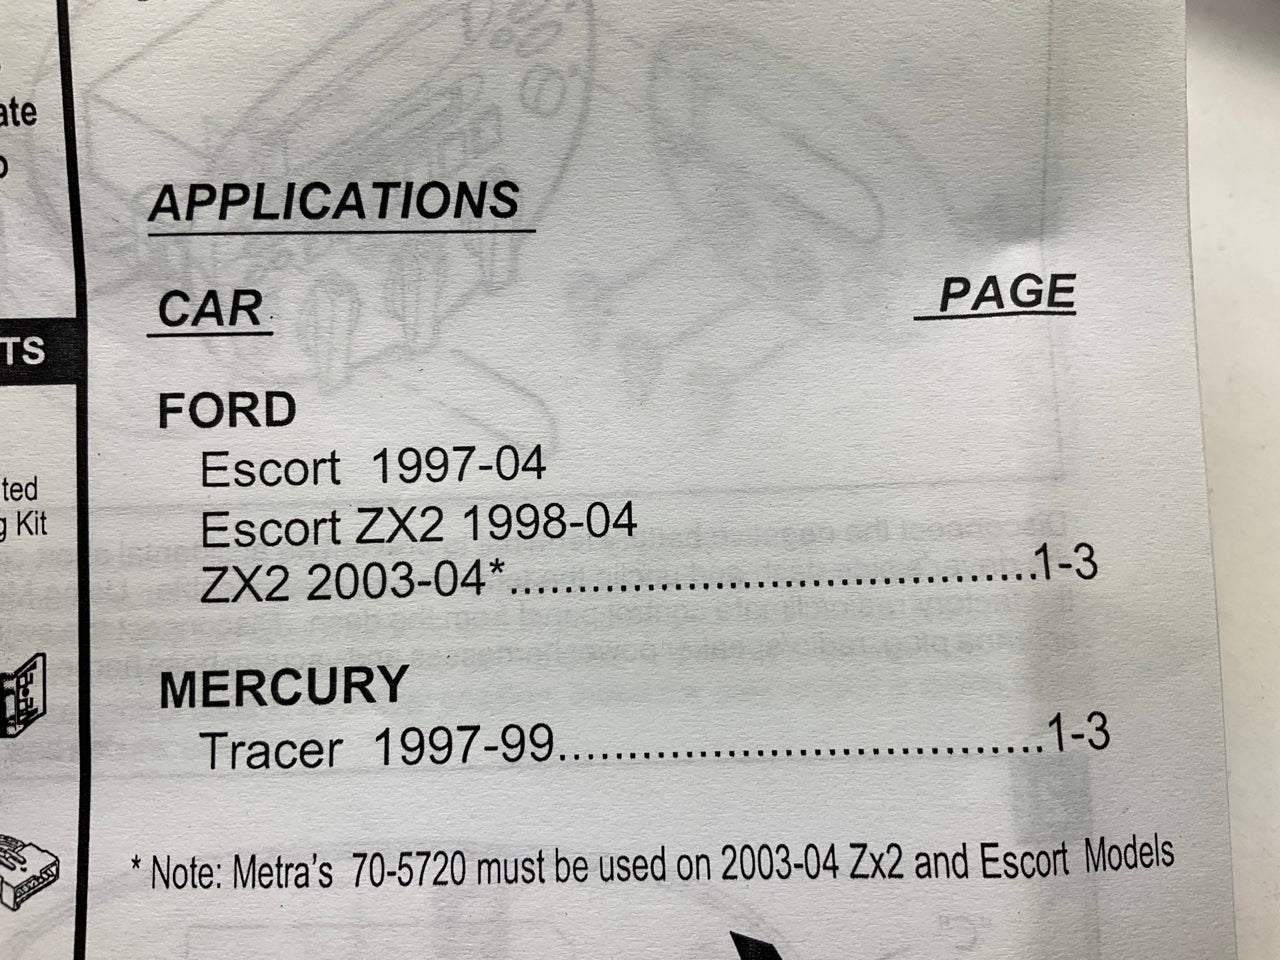 ate
TS
ted
g Kit
APPLICATIONS
CAR PAGE
FORD
Escort 1997-04
Escort ZX2 1998-04
ZX2 2003-04*......................................1-3
MERCURY
Tracer 1997-99...................................1-3
* Note: Metra's 70-5720 must be used on 2003-04 Zx2 and Escort Models